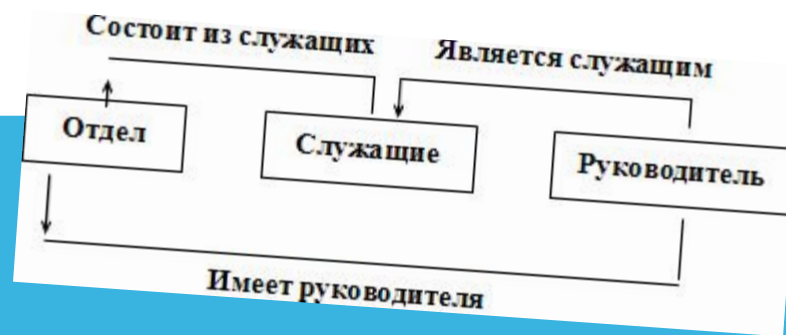 Состоит из служащих
Является служащим
Отдел
Служащие
Руководитель
Имеет руководителя